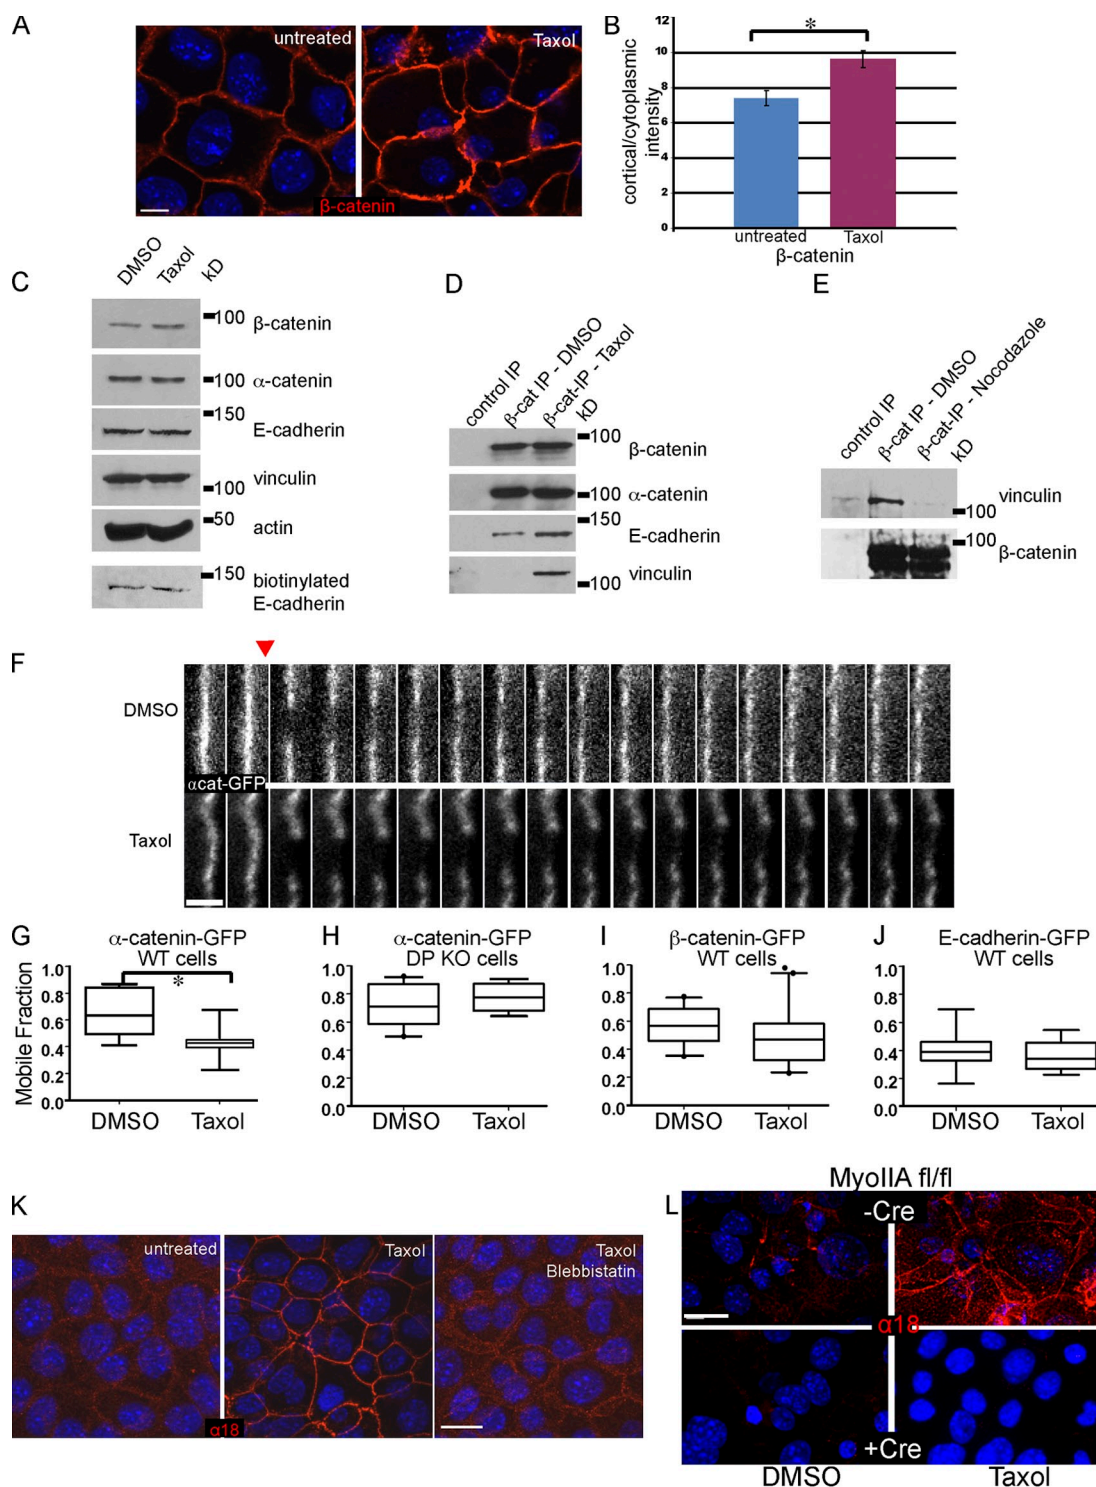 A
untreated
Taxol
β-catenin
B
12
10
8
6
4
2
0
cortical/cytoplasmic
intensity
*
untreated
Taxol
β-catenin
C
DMSO
Taxol
kD
100
β-catenin
100
α-catenin
150
E-cadherin
100
vinculin
50
actin
150
biotinylated
E-cadherin
D
control IP
β-cat IP - DMSO
β-cat-IP - Taxol
kD
100
β-catenin
100
α-catenin
150
E-cadherin
100
vinculin
E
control IP
β-cat IP - DMSO
β-cat-IP - Nocodazole
kD
100
vinculin
100
β-catenin
F
DMSO
αcat-GFP
Taxol
G
α-catenin-GFP
WT cells
Mobile Fraction
1.0
0.8
0.6
0.4
0.2
0.0
*
DMSO
Taxol
H
α-catenin-GFP
DP KO cells
1.0
0.8
0.6
0.4
0.2
0.0
DMSO
Taxol
I
β-catenin-GFP
WT cells
1.0
0.8
0.6
0.4
0.2
0.0
DMSO
Taxol
J
E-cadherin-GFP
WT cells
1.0
0.8
0.6
0.4
0.2
0.0
DMSO
Taxol
K
untreated
Taxol
Taxol
Blebbistatin
α18
L
MyoIIA fl/fl
-Cre
α18
+Cre
DMSO
Taxol